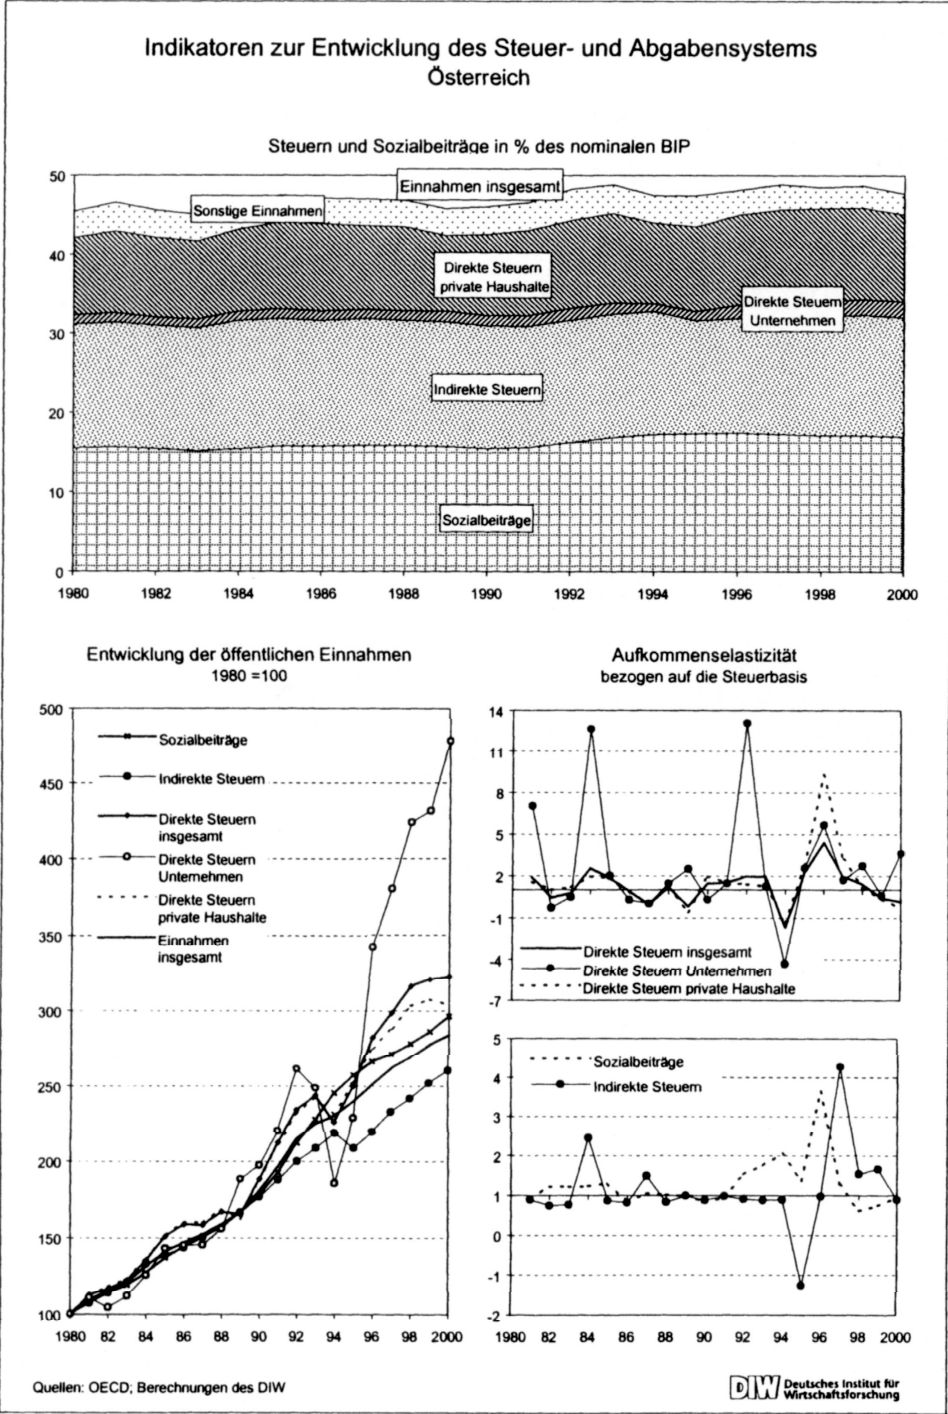 Indikatoren zur Entwicklung des Steuer- und Abgabensystems
Österreich
Steuern und Sozialbeiträge in % des nominalen BIP
50
40
30
20
10
0
Einnahmen insgesamt
Sonstige Einnahmen
Direkte Steuern
private Haushalte
Direkte Steuern
Unternehmen
Indirekte Steuern
Sozialbeiträge
1980 1982 1984 1986 1988 1990 1992 1994 1996 1998 2000
Entwicklung der öffentlichen Einnahmen
1980 =100
500
450
400
350
300
250
200
150
100
Sozialbeiträge
Indirekte Steuern
Direkte Steuern
insgesamt
Direkte Steuern
Unternehmen
Direkte Steuern
private Haushalte
Einnahmen
insgesamt
1980 82 84 86 88 90 92 94 96 98 2000
Aufkommenselastizität
bezogen auf die Steuerbasis
14
11
8
5
2
-1
-4
-7
Direkte Steuern insgesamt
Direkte Steuern Unternehmen
Direkte Steuern private Haushalte
5
4
3
2
1
0
-1
-2
Sozialbeiträge
Indirekte Steuern
1980 82 84 86 88 90 92 94 96 98 2000
Quellen: OECD; Berechnungen des DIW
DIW Deutsches Institut für
Wirtschaftsforschung